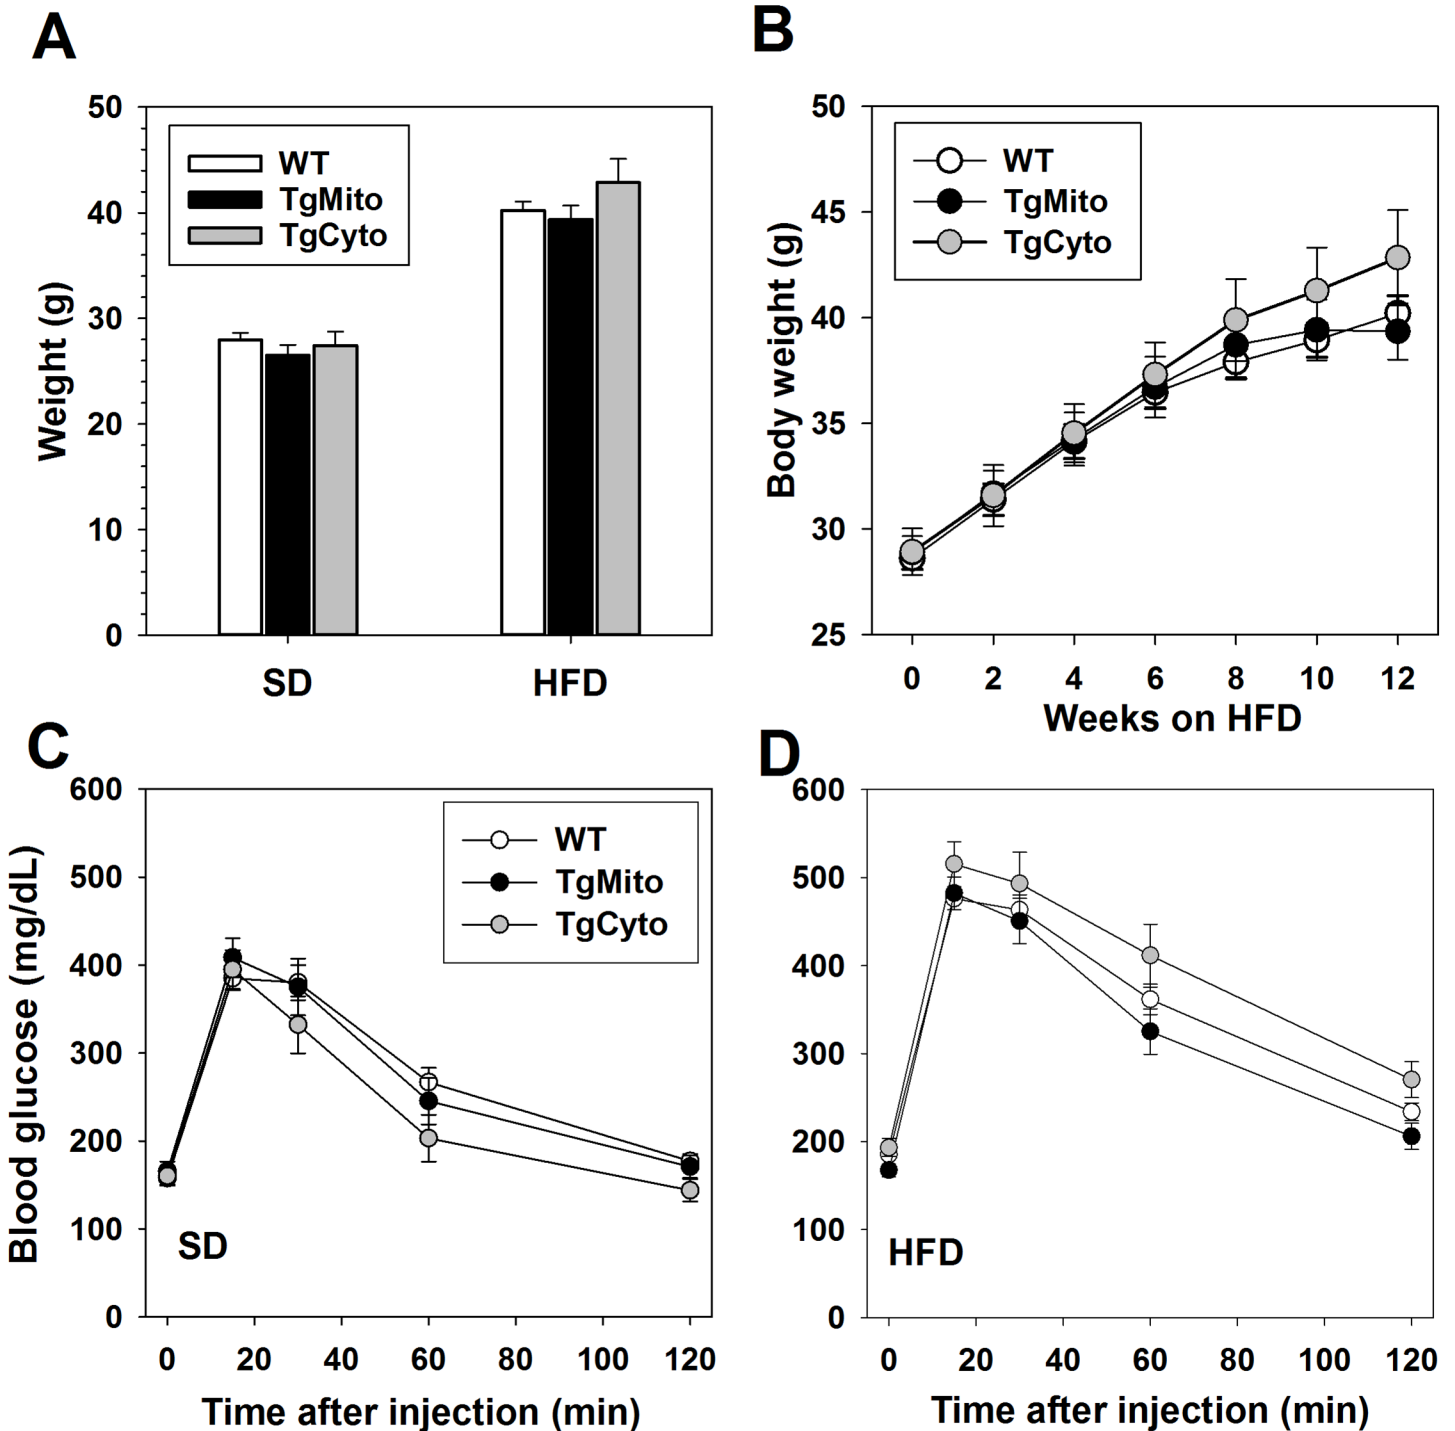 A
50
40
30
20
10
0
Weight (g)
WT
TgMito
TgCyto
SD
HFD
B
50
45
40
35
30
25
Body weight (g)
WT
TgMito
TgCyto
0 2 4 6 8 10 12
Weeks on HFD
C
600
500
400
300
200
100
0
Blood glucose (mg/dL)
WT
TgMito
TgCyto
SD
0 20 40 60 80 100 120
Time after injection (min)
D
600
500
400
300
200
100
0
HFD
0 20 40 60 80 100 120
Time after injection (min)